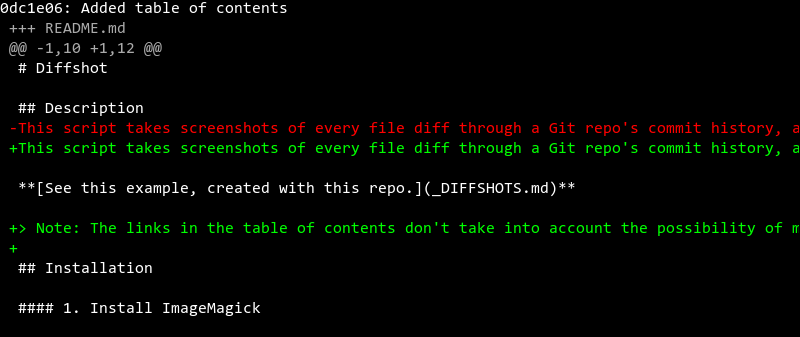 0dc1e06: Added table of contents
+++ README.md
@@ -1,10 +1,12 @@
# Diffshot
## Description
-This script takes screenshots of every file diff through a Git repo's commit history, a
+This script takes screenshots of every file diff through a Git repo's commit history, a
**[See this example, created with this repo.](_DIFFSHOTS.md)**
+> Note: The links in the table of contents don't take into account the possibility of m
+
## Installation
#### 1. Install ImageMagick